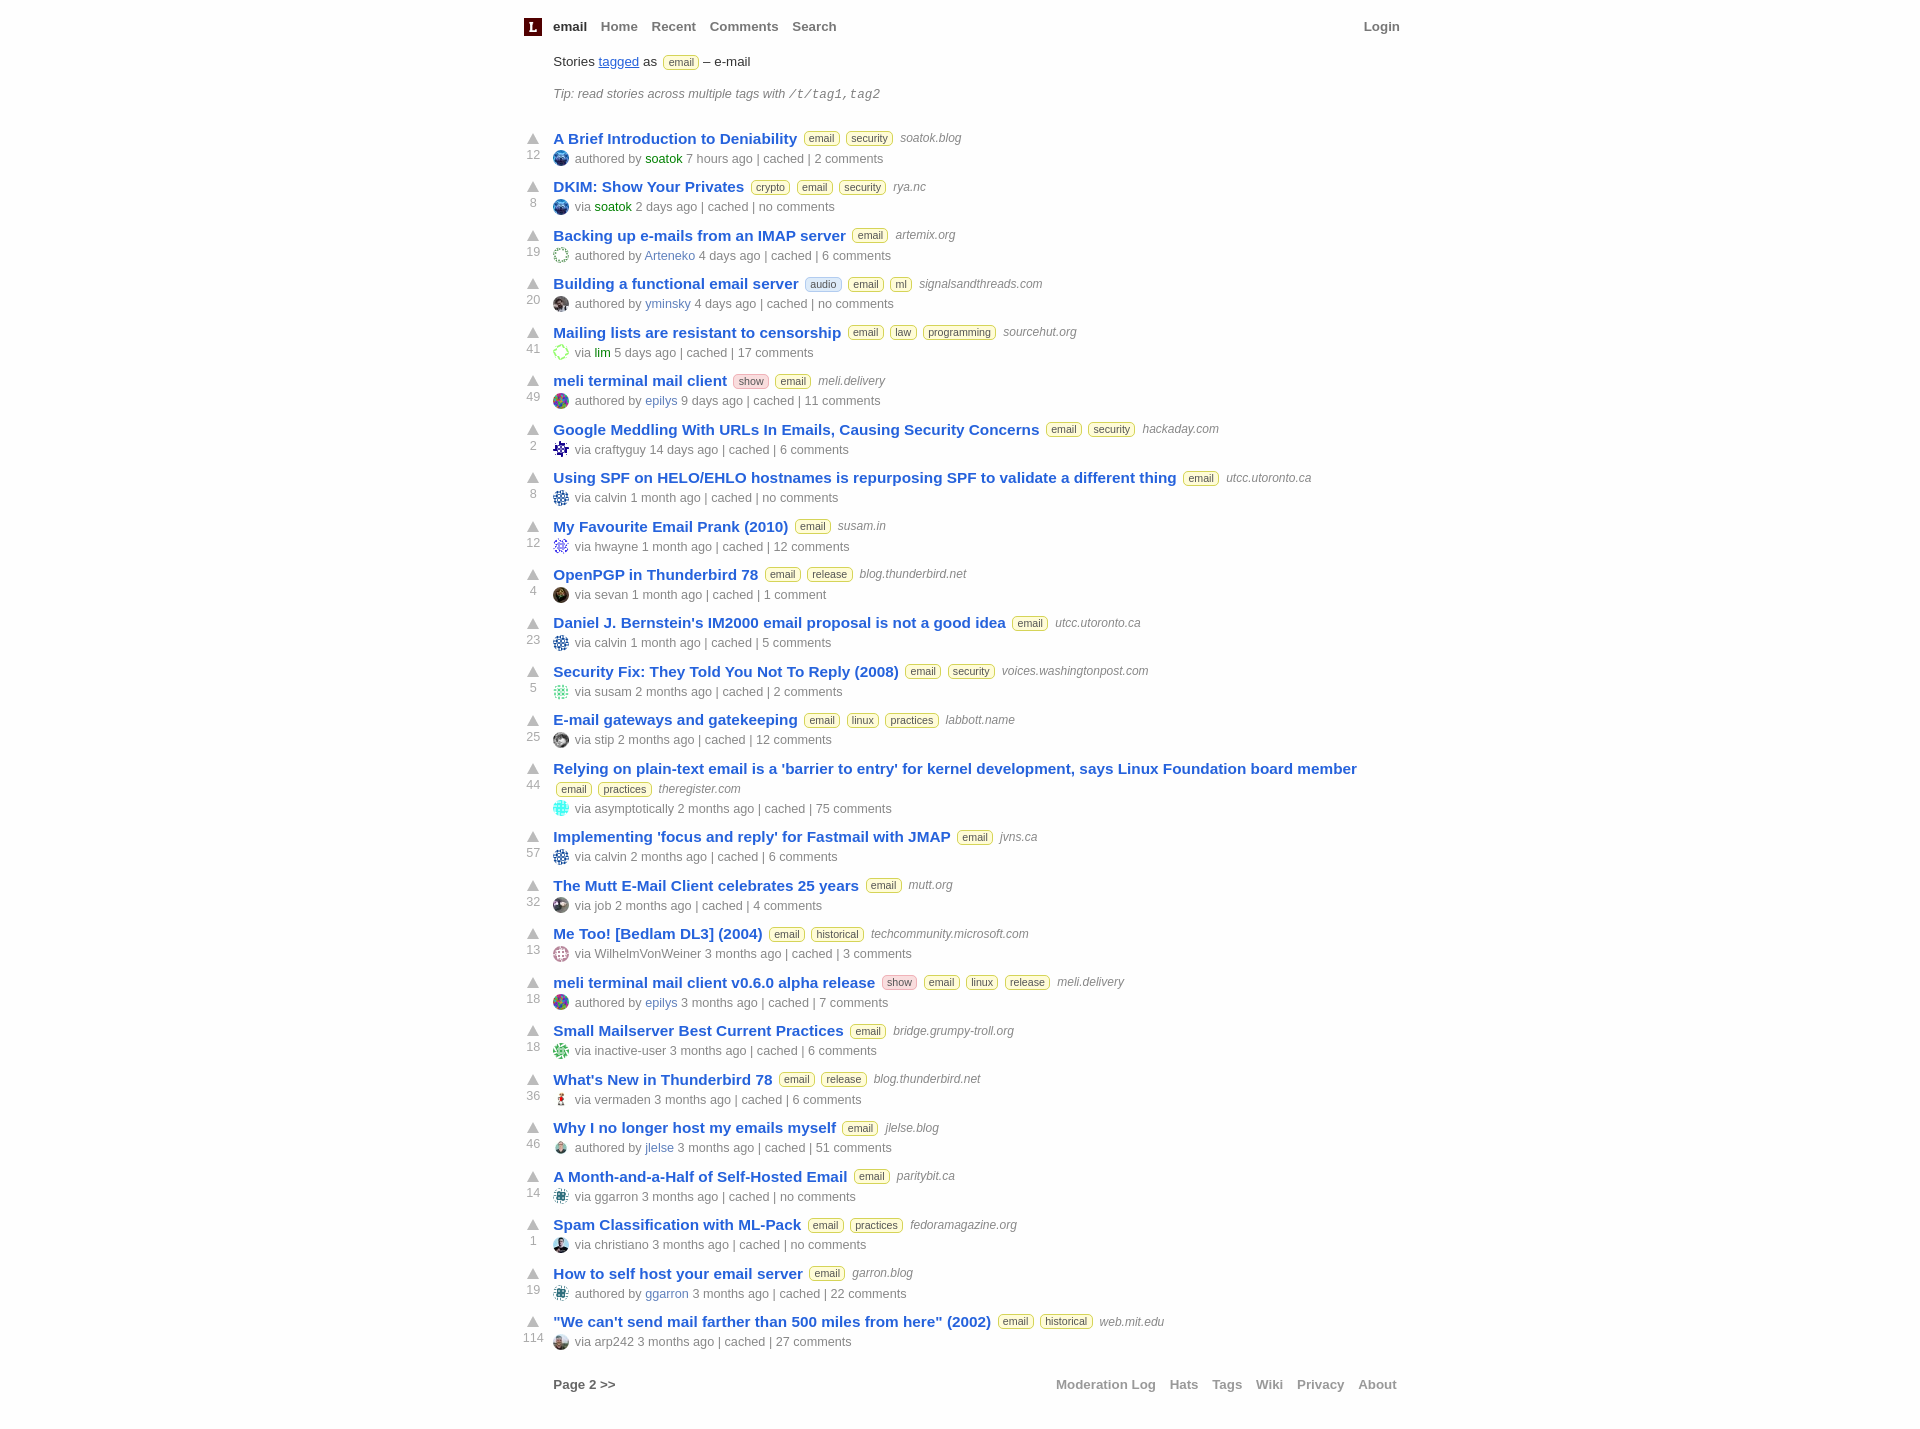 L email Home Recent Comments Search Login
Stories tagged as email – e-mail
Tip: read stories across multiple tags with /t/tag1,tag2
A Brief Introduction to Deniability email security soatok.blog
12 authored by soatok 7 hours ago | cached | 2 comments
DKIM: Show Your Privates crypto email security rya.nc
8 via soatok 2 days ago | cached | no comments
Backing up e-mails from an IMAP server email artemix.org
19 authored by Arteneko 4 days ago | cached | 6 comments
Building a functional email server audio email ml signalsandthreads.com
20 authored by yminsky 4 days ago | cached | no comments
Mailing lists are resistant to censorship email law programming sourcehut.org
41 via lim 5 days ago | cached | 17 comments
meli terminal mail client show email meli.delivery
49 authored by epilys 9 days ago | cached | 11 comments
Google Meddling With URLs In Emails, Causing Security Concerns email security hackaday.com
2 via craftyguy 14 days ago | cached | 6 comments
Using SPF on HELO/EHLO hostnames is repurposing SPF to validate a different thing email utcc.utoronto.ca
8 via calvin 1 month ago | cached | no comments
My Favourite Email Prank (2010) email susam.in
12 via hwayne 1 month ago | cached | 12 comments
OpenPGP in Thunderbird 78 email release blog.thunderbird.net
4 via sevan 1 month ago | cached | 1 comment
Daniel J. Bernstein's IM2000 email proposal is not a good idea email utcc.utoronto.ca
23 via calvin 1 month ago | cached | 5 comments
Security Fix: They Told You Not To Reply (2008) email security voices.washingtonpost.com
5 via susam 2 months ago | cached | 2 comments
E-mail gateways and gatekeeping email linux practices labbott.name
25 via stip 2 months ago | cached | 12 comments
Relying on plain-text email is a 'barrier to entry' for kernel development, says Linux Foundation board member
44 email practices theregister.com
via asymptotically 2 months ago | cached | 75 comments
Implementing 'focus and reply' for Fastmail with JMAP email jvns.ca
57 via calvin 2 months ago | cached | 6 comments
The Mutt E-Mail Client celebrates 25 years email mutt.org
32 via job 2 months ago | cached | 4 comments
Me Too! [Bedlam DL3] (2004) email historical techcommunity.microsoft.com
13 via WilhelmVonWeiner 3 months ago | cached | 3 comments
meli terminal mail client v0.6.0 alpha release show email linux release meli.delivery
18 authored by epilys 3 months ago | cached | 7 comments
Small Mailserver Best Current Practices email bridge.grumpy-troll.org
18 via inactive-user 3 months ago | cached | 6 comments
What's New in Thunderbird 78 email release blog.thunderbird.net
36 via vermaden 3 months ago | cached | 6 comments
Why I no longer host my emails myself email jlelse.blog
46 authored by jlelse 3 months ago | cached | 51 comments
A Month-and-a-Half of Self-Hosted Email email paritybit.ca
14 via ggarron 3 months ago | cached | no comments
Spam Classification with ML-Pack email practices fedoramagazine.org
1 via christiano 3 months ago | cached | no comments
How to self host your email server email garron.blog
19 authored by ggarron 3 months ago | cached | 22 comments
"We can't send mail farther than 500 miles from here" (2002) email historical web.mit.edu
114 via arp242 3 months ago | cached | 27 comments
Page 2 >> Moderation Log Hats Tags Wiki Privacy About